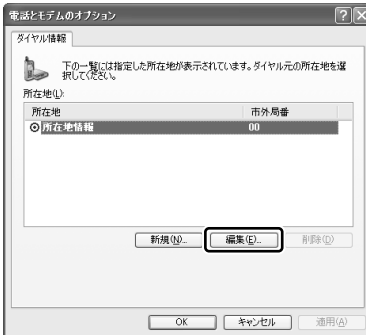 電話とモデムのオプション
ダイヤル情報
下の一覧には指定した所在地が表示されています。ダイヤル元の所在地を選
択してください。
所在地(L):
所在地 市外局番
所在地情報 00
新規(N)... 編集(E)... 削除(D)
OK キャンセル 適用(A)